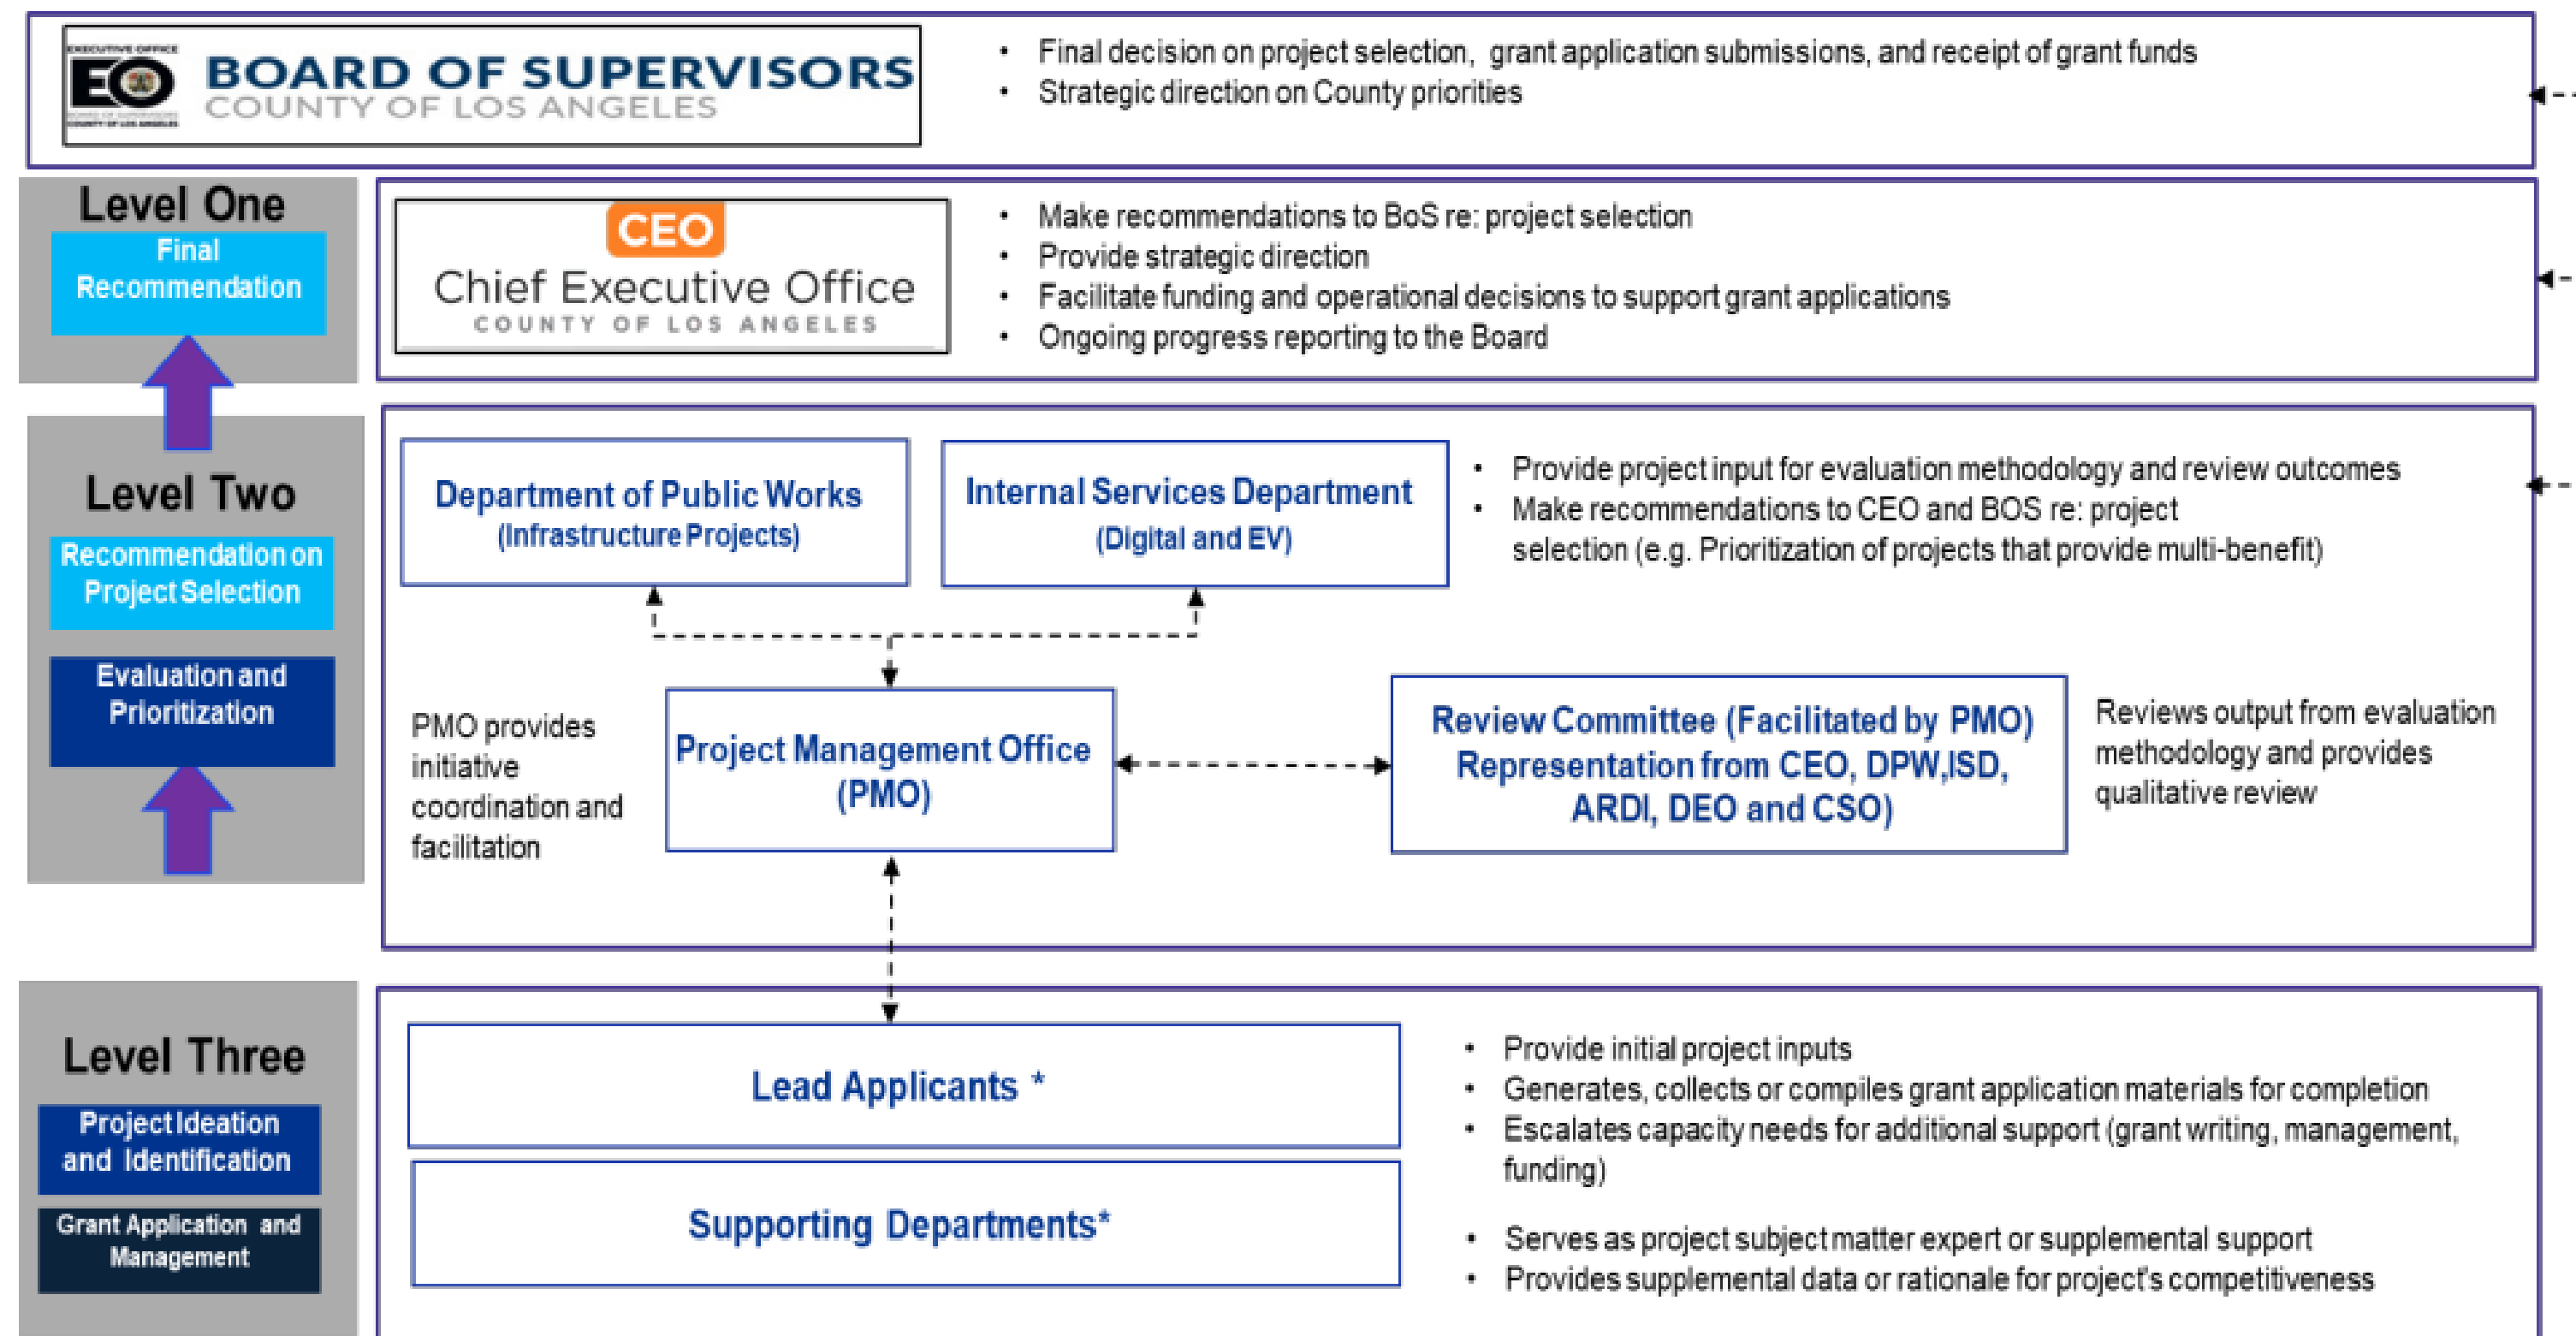 EXECUTIVE OFFICE
EO
BOARD OF SUPERVISORS
COUNTY OF LOS ANGELES
BOARD OF SUPERVISORS
COUNTY OF LOS ANGELES
• Final decision on project selection, grant application submissions, and receipt of grant funds
• Strategic direction on County priorities
Level One
Final
Recommendation
CEO
Chief Executive Office
COUNTY OF LOS ANGELES
• Make recommendations to BoS re: project selection
• Provide strategic direction
• Facilitate funding and operational decisions to support grant applications
• Ongoing progress reporting to the Board
Level Two
Recommendation on
Project Selection
Evaluation and
Prioritization
Department of Public Works
(Infrastructure Projects)
Internal Services Department
(Digital and EV)
• Provide project input for evaluation methodology and review outcomes
• Make recommendations to CEO and BOS re: project
selection (e.g. Prioritization of projects that provide multi-benefit)
PMO provides
initiative
coordination and
facilitation
Project Management Office
(PMO)
Review Committee (Facilitated by PMO)
Representation from CEO, DPW,ISD,
ARDI, DEO and CSO)
Reviews output from evaluation
methodology and provides
qualitative review
Level Three
Project Ideation
and Identification
Grant Application and
Management
Lead Applicants *
Supporting Departments*
• Provide initial project inputs
• Generates, collects or compiles grant application materials for completion
• Escalates capacity needs for additional support (grant writing, management,
funding)
• Serves as project subject matter expert or supplemental support
• Provides supplemental data or rationale for project's competitiveness